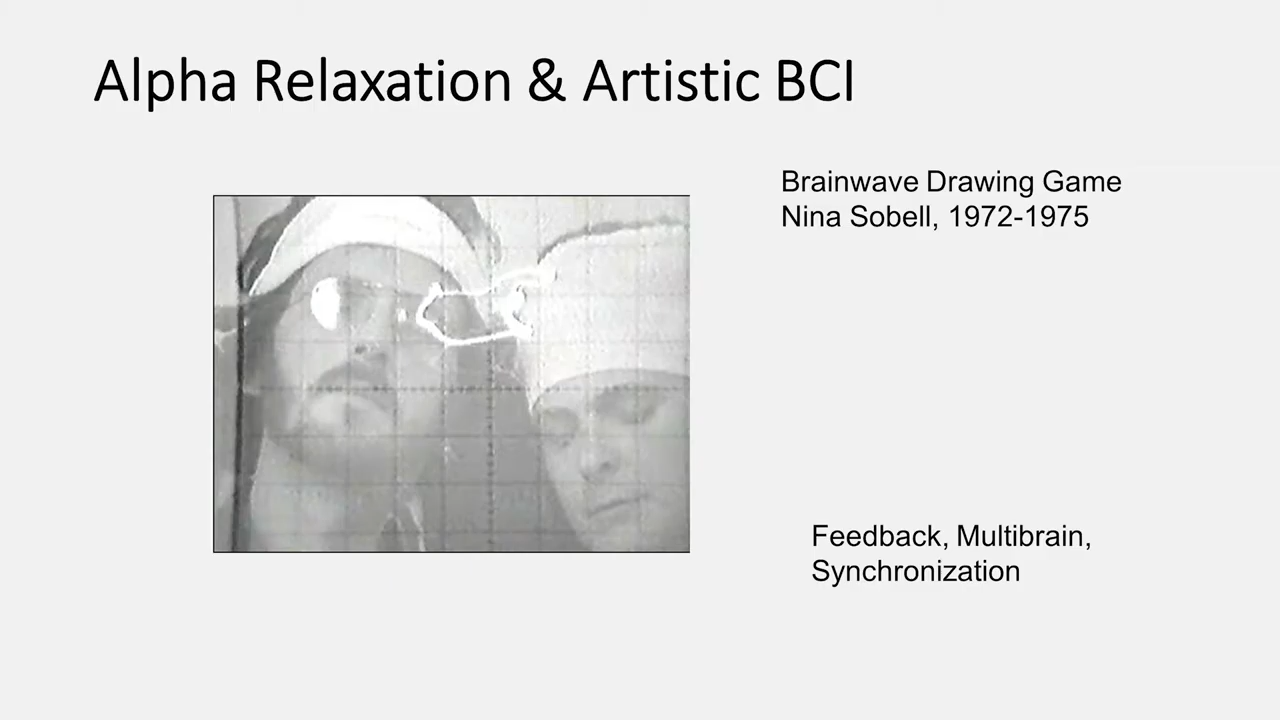 Alpha Relaxation & Artistic BCI
Brainwave Drawing Game
Nina Sobell, 1972-1975
Feedback, Multibrain,
Synchronization